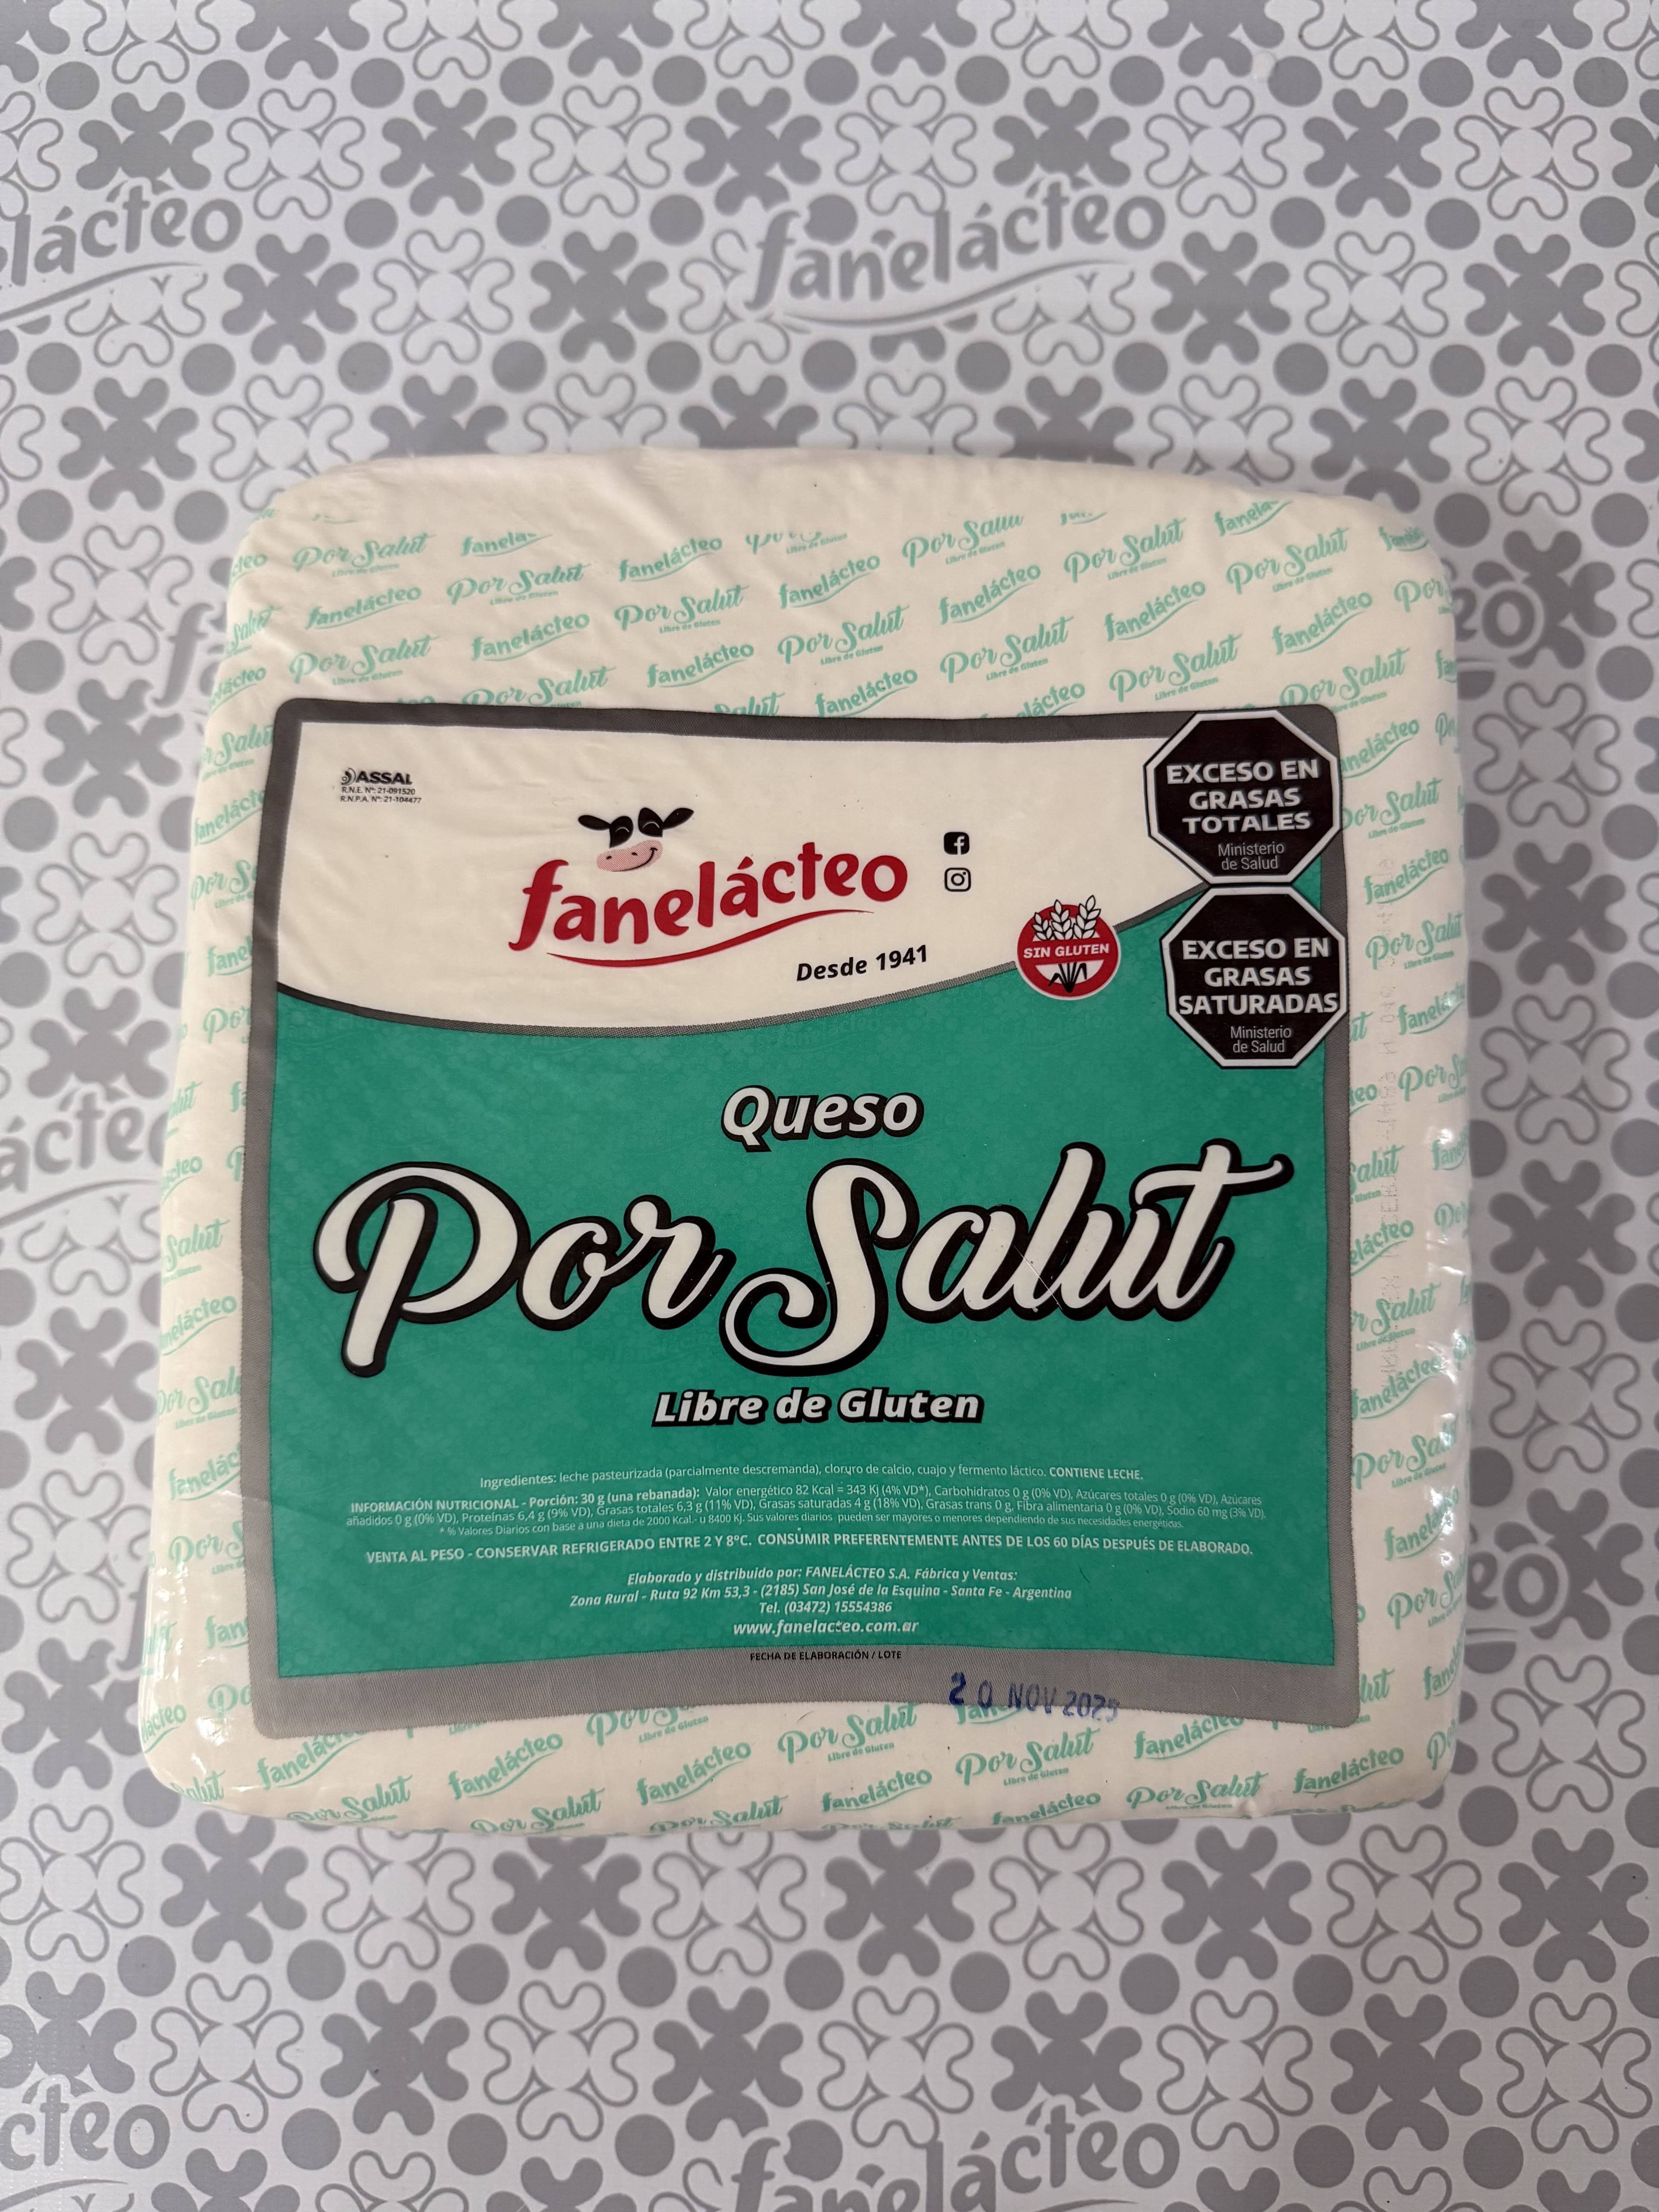 ASSAL
R.N.E. Nº: 21-091520
R.N.P.A. Nº: 21-104477
fanelácteo
Desde 1941
SIN GLUTEN
EXCESO EN
GRASAS
TOTALES
Ministerio
de Salud
EXCESO EN
GRASAS
SATURADAS
Ministerio
de Salud
Queso
Por Salut
Libre de Gluten
Ingredientes: leche pasteurizada (parcialmente descremanda), cloruro de calcio, cuajo y fermento láctico. CONTIENE LECHE.
INFORMACIÓN NUTRICIONAL - Porción: 30 g (una rebanada): Valor energético 82 Kcal = 343 Kj (4% VD*), Carbohidratos 0 g (0% VD), Azúcares totales 0 g (0% VD), Azúcares
añadidos 0 g (0% VD), Proteínas 6,4 g (9% VD), Grasas totales 6,3 g (11% VD), Grasas saturadas 4 g (18% VD), Grasas trans 0 g, Fibra alimentaria 0 g (0% VD), Sodio 60 mg (3% VD).
* % Valores Diarios con base a una dieta de 2000 Kcal.- u 8400 Kj. Sus valores diarios pueden ser mayores o menores dependiendo de sus necesidades energéticas.
VENTA AL PESO - CONSERVAR REFRIGERADO ENTRE 2 Y 8ºC. CONSUMIR PREFERENTEMENTE ANTES DE LOS 60 DÍAS DESPUÉS DE ELABORADO.
Elaborado y distribuido por: FANELÁCTEO S.A. Fábrica y Ventas:
Zona Rural - Ruta 92 Km 53,3 - (2185) San José de la Esquina - Santa Fe - Argentina
Tel. (03472) 15554386
www.fanelacteo.com.ar
FECHA DE ELABORACIÓN / LOTE
20 NOV 2025